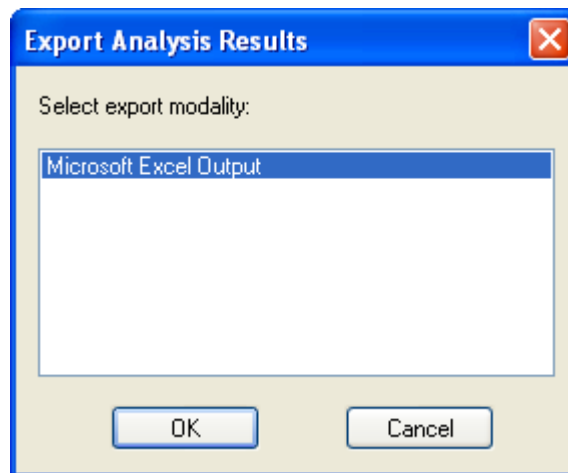 Export Analysis Results
Select export modality:
Microsoft Excel Output
OK
Cancel